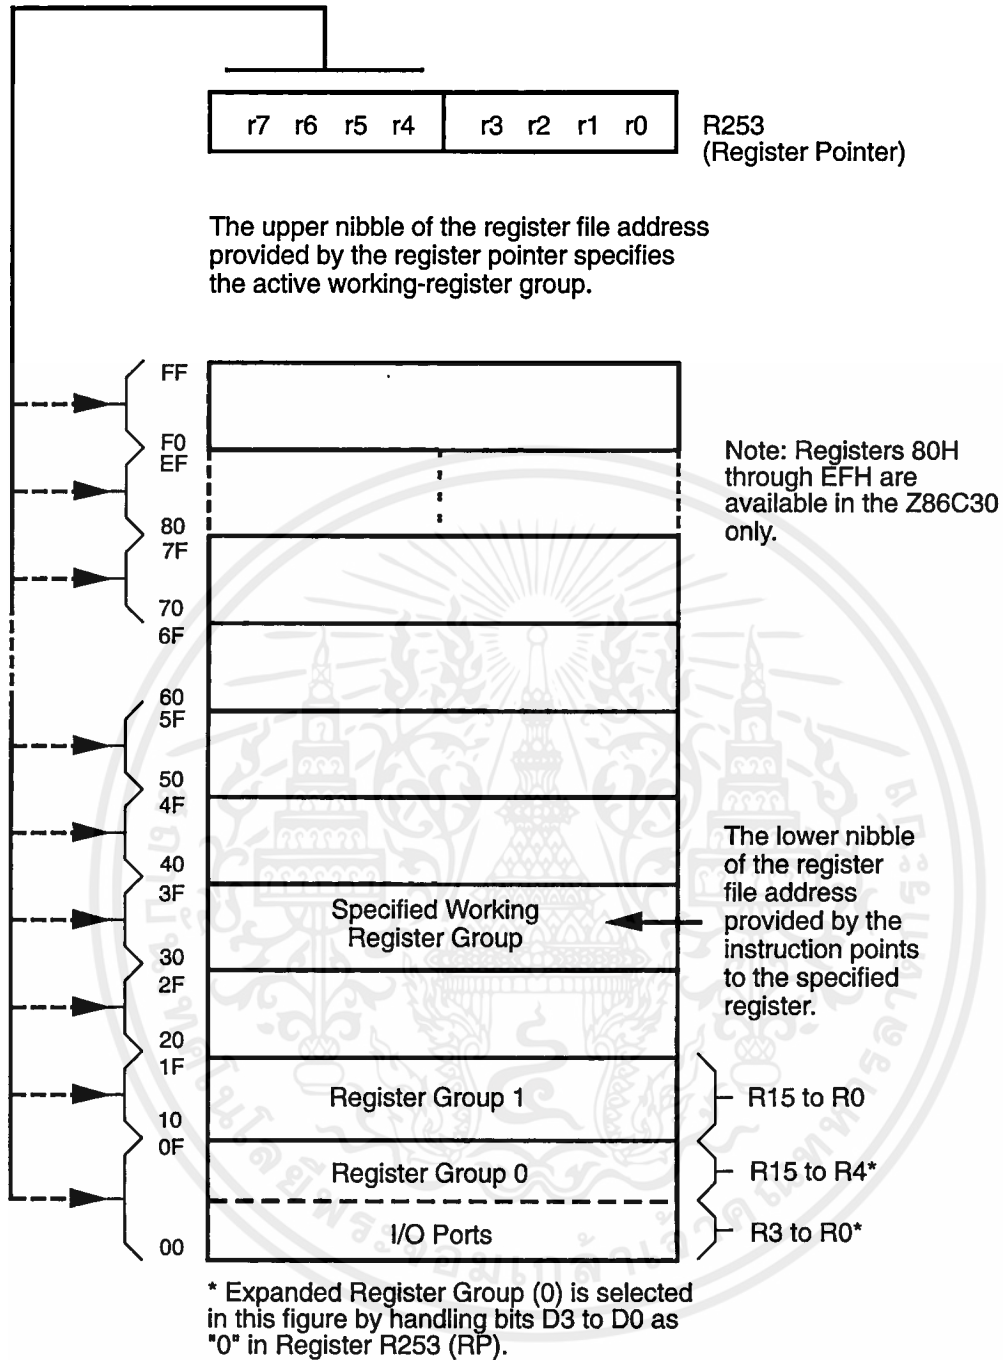 r7 r6 r5 r4 r3 r2 r1 r0
R253
(Register Pointer)
The upper nibble of the register file address
provided by the register pointer specifies
the active working-register group.
FF
F0
EF
80
7F
70
6F
60
5F
50
4F
40
3F
30
2F
20
1F
10
0F
00
Note: Registers 80H
through EFH are
available in the Z86C30
only.
Specified Working
Register Group
The lower nibble
of the register
file address
provided by the
instruction points
to the specified
register.
Register Group 1
R15 to R0
Register Group 0
R15 to R4*
I/O Ports
R3 to R0*
* Expanded Register Group (0) is selected
in this figure by handling bits D3 to D0 as
"0" in Register R253 (RP).